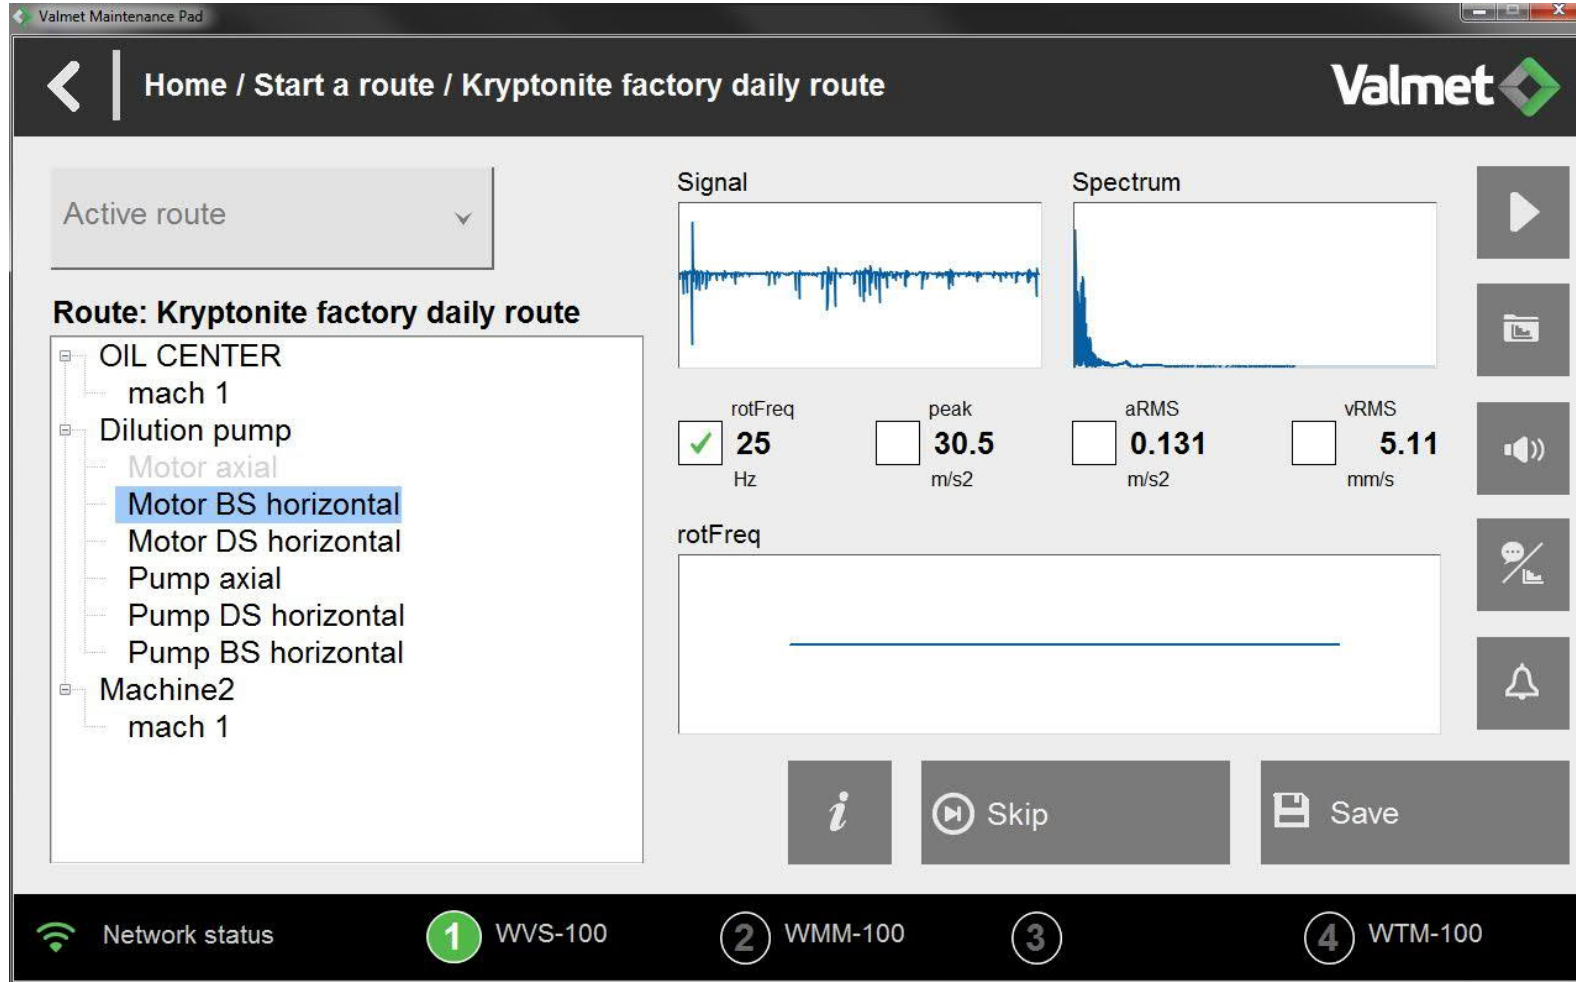 Valmet Maintenance Pad
Home / Start a route / Kryptonite factory daily route
Valmet
Active route
Route: Kryptonite factory daily route
OIL CENTER
mach 1
Dilution pump
Motor axial
Motor BS horizontal
Motor DS horizontal
Pump axial
Pump DS horizontal
Pump BS horizontal
Machine2
mach 1
Signal
Spectrum
rotFreq
25
Hz
peak
30.5
m/s2
aRMS
0.131
m/s2
vRMS
5.11
mm/s
rotFreq
i
Skip
Save
Network status
1 WVS-100
2 WMM-100
3
4 WTM-100